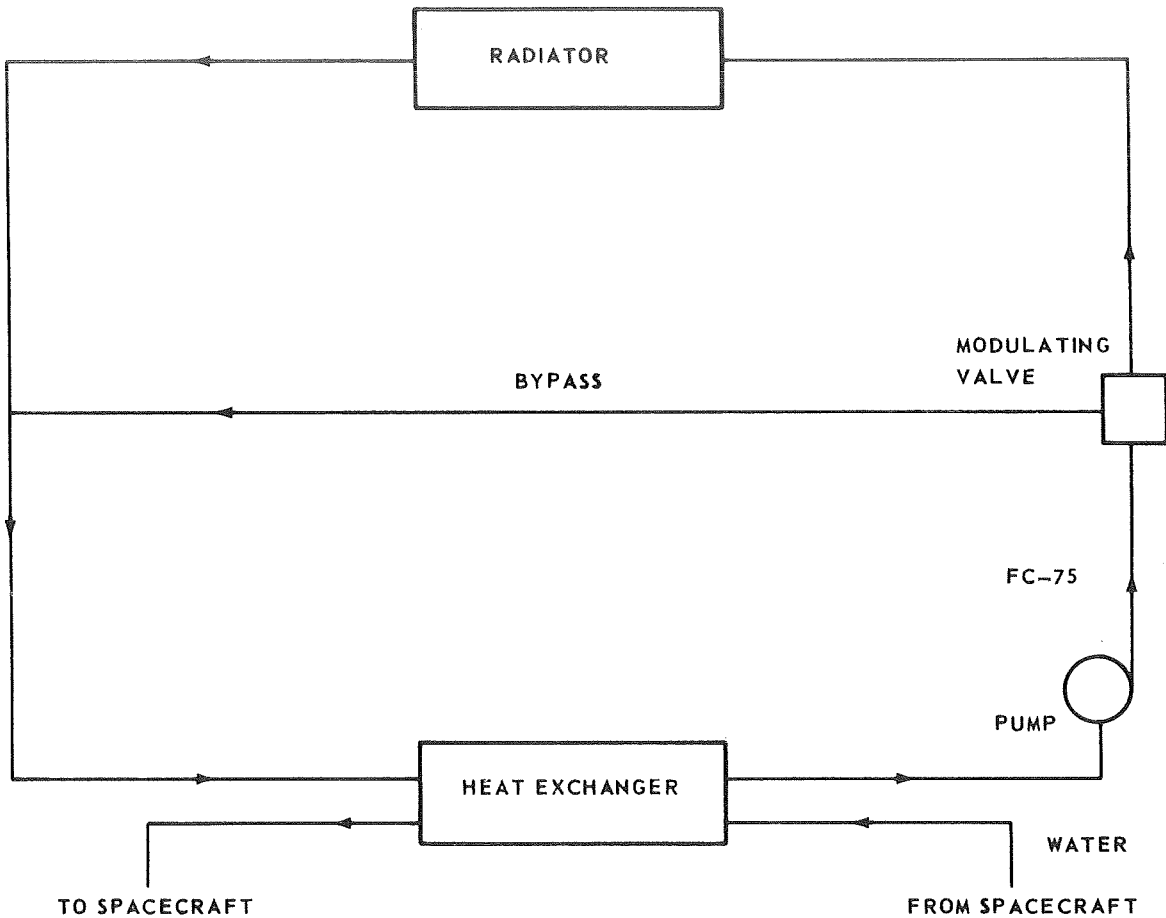 RADIATOR
MODULATING
VALVE
BYPASS
FC-75
PUMP
HEAT EXCHANGER
WATER
TO SPACECRAFT
FROM SPACECRAFT